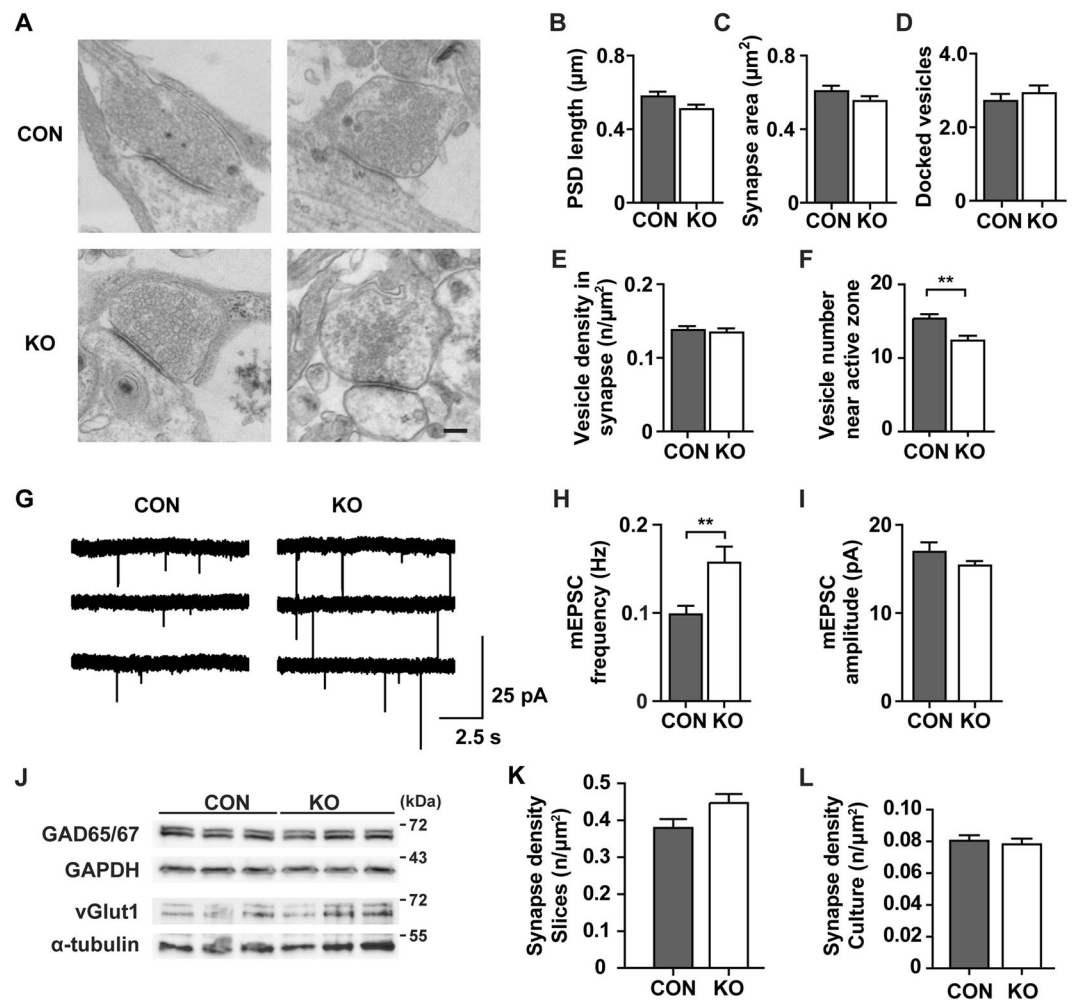 A
CON
KO
B
PSD length (μm)
0.8
0.4
0
CON KO
C
Synapse area (μm²)
0.8
0.6
0
CON KO
D
Docked vesicles
4.0
2.0
0
CON KO
E
Vesicle density in
synapse (n/μm²)
0.2
0.1
0
CON KO
F
Vesicle number
near active zone
20
10
0
**
CON KO
G
CON
KO
25 pA
2.5 s
H
mEPSC
frequency (Hz)
0.2
0.1
0
**
CON KO
I
mEPSC
amplitude (pA)
20
10
0
CON KO
J
CON KO (kDa)
GAD65/67
72
GAPDH
43
vGlut1
72
α-tubulin
55
K
Synapse density
Slices (n/μm²)
0.5
0.4
0.3
0.2
0.1
0
CON KO
L
Synapse density
Culture (n/μm²)
0.10
0.08
0.06
0.04
0.02
0
CON KO